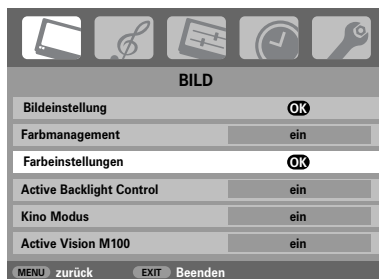 BILD
Bildeinstellung OK
Farbmanagement ein
Farbeinstellungen OK
Active Backlight Control ein
Kino Modus ein
Active Vision M100 ein
MENU zurück EXIT Beenden